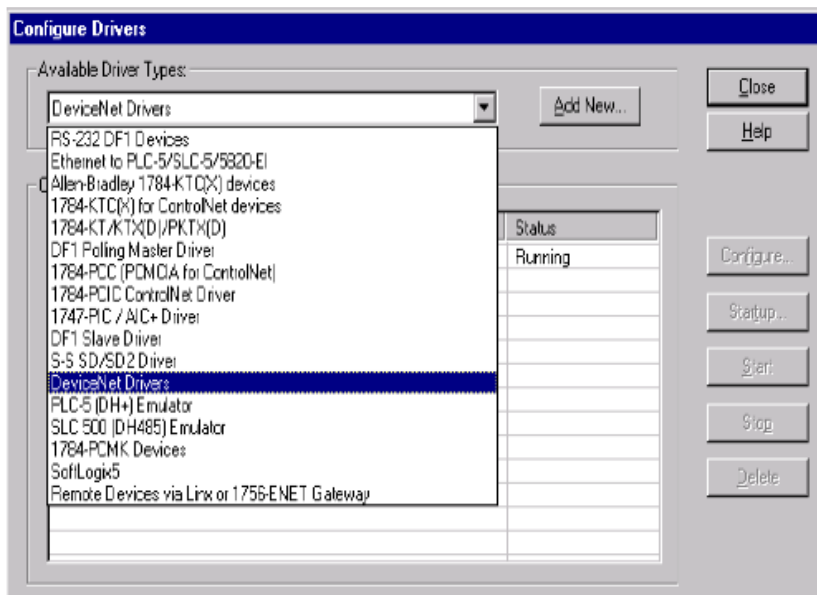 Configure Drivers
Available Driver Types:
DeviceNet Drivers
Add New...
Close
Help
RS-232 DF1 Devices
Ethernet to PLC-5/SLC-5/5820-EI
Allen-Bradley 1784-KTC(X) devices
1784-KTC(X) for ControlNet devices
1784-KT/KTX(D)/PKTX(D)
DF1 Polling Master Driver
1784-PCC (PCMCIA for ControlNet)
1784-PCIC ControlNet Driver
1747-PIC / AIC+ Driver
DF1 Slave Driver
S-S SD/SD2 Driver
DeviceNet Drivers
PLC-5 (DH+) Emulator
SLC 500 (DH485) Emulator
1784-PCMK Devices
SoftLogix5
Remote Devices via Linx or 1756-ENET Gateway
Status
Running
Configure...
Startup...
Start
Stop
Delete